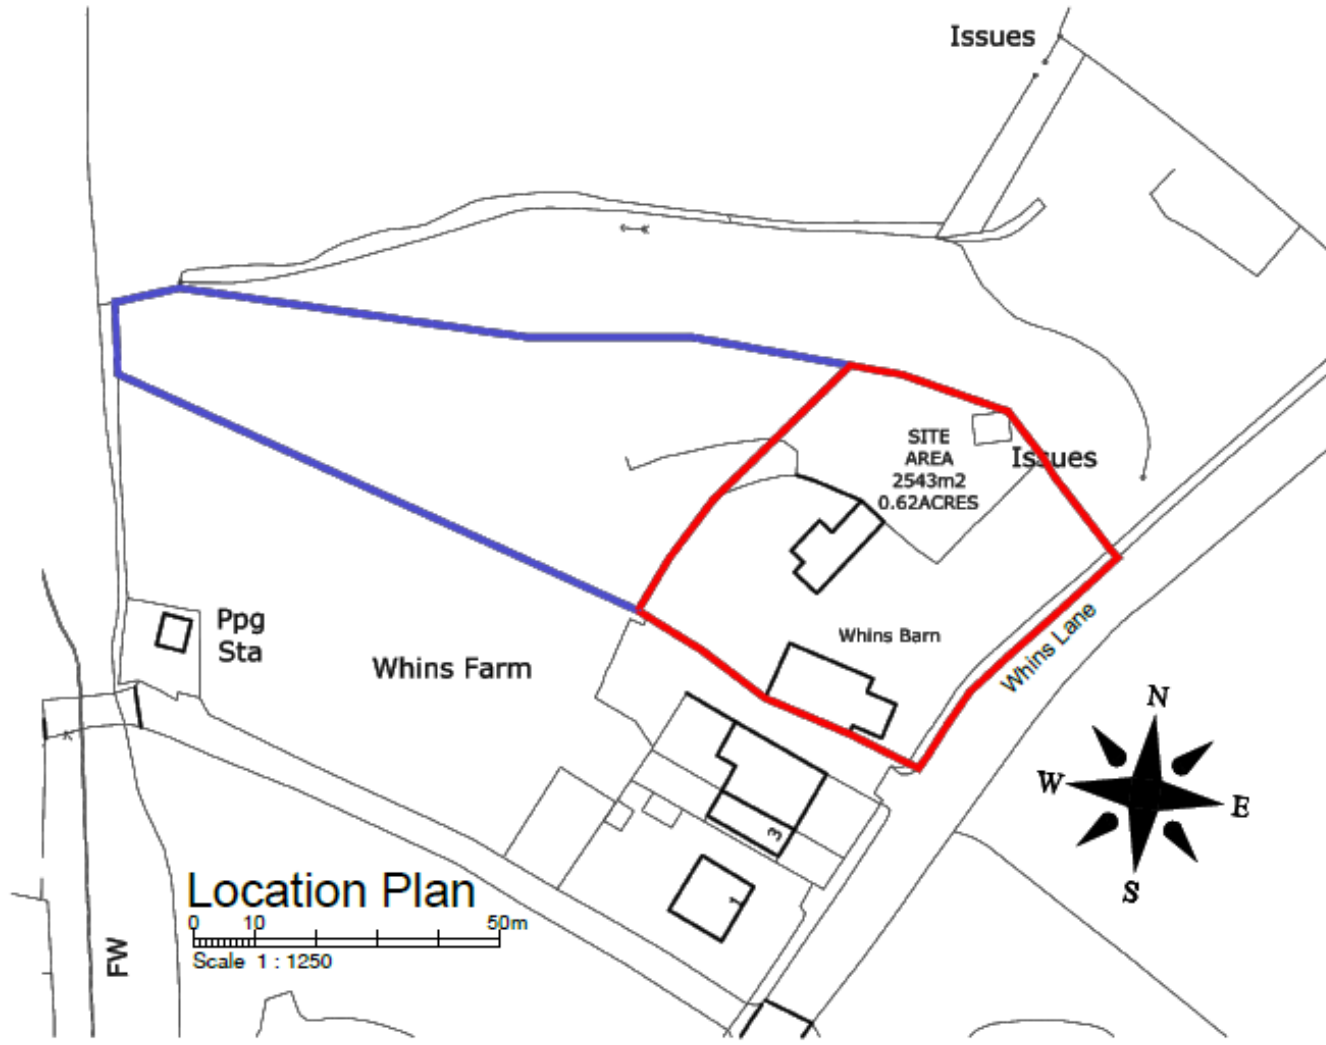 Issues
SITE
AREA
2543m2
0.62ACRES
Issues
Whins Barn
Whins Lane
Ppg
Sta
Whins Farm
N
W
E
S
3
1
Location Plan
0 10 50m
Scale 1 : 1250
FW